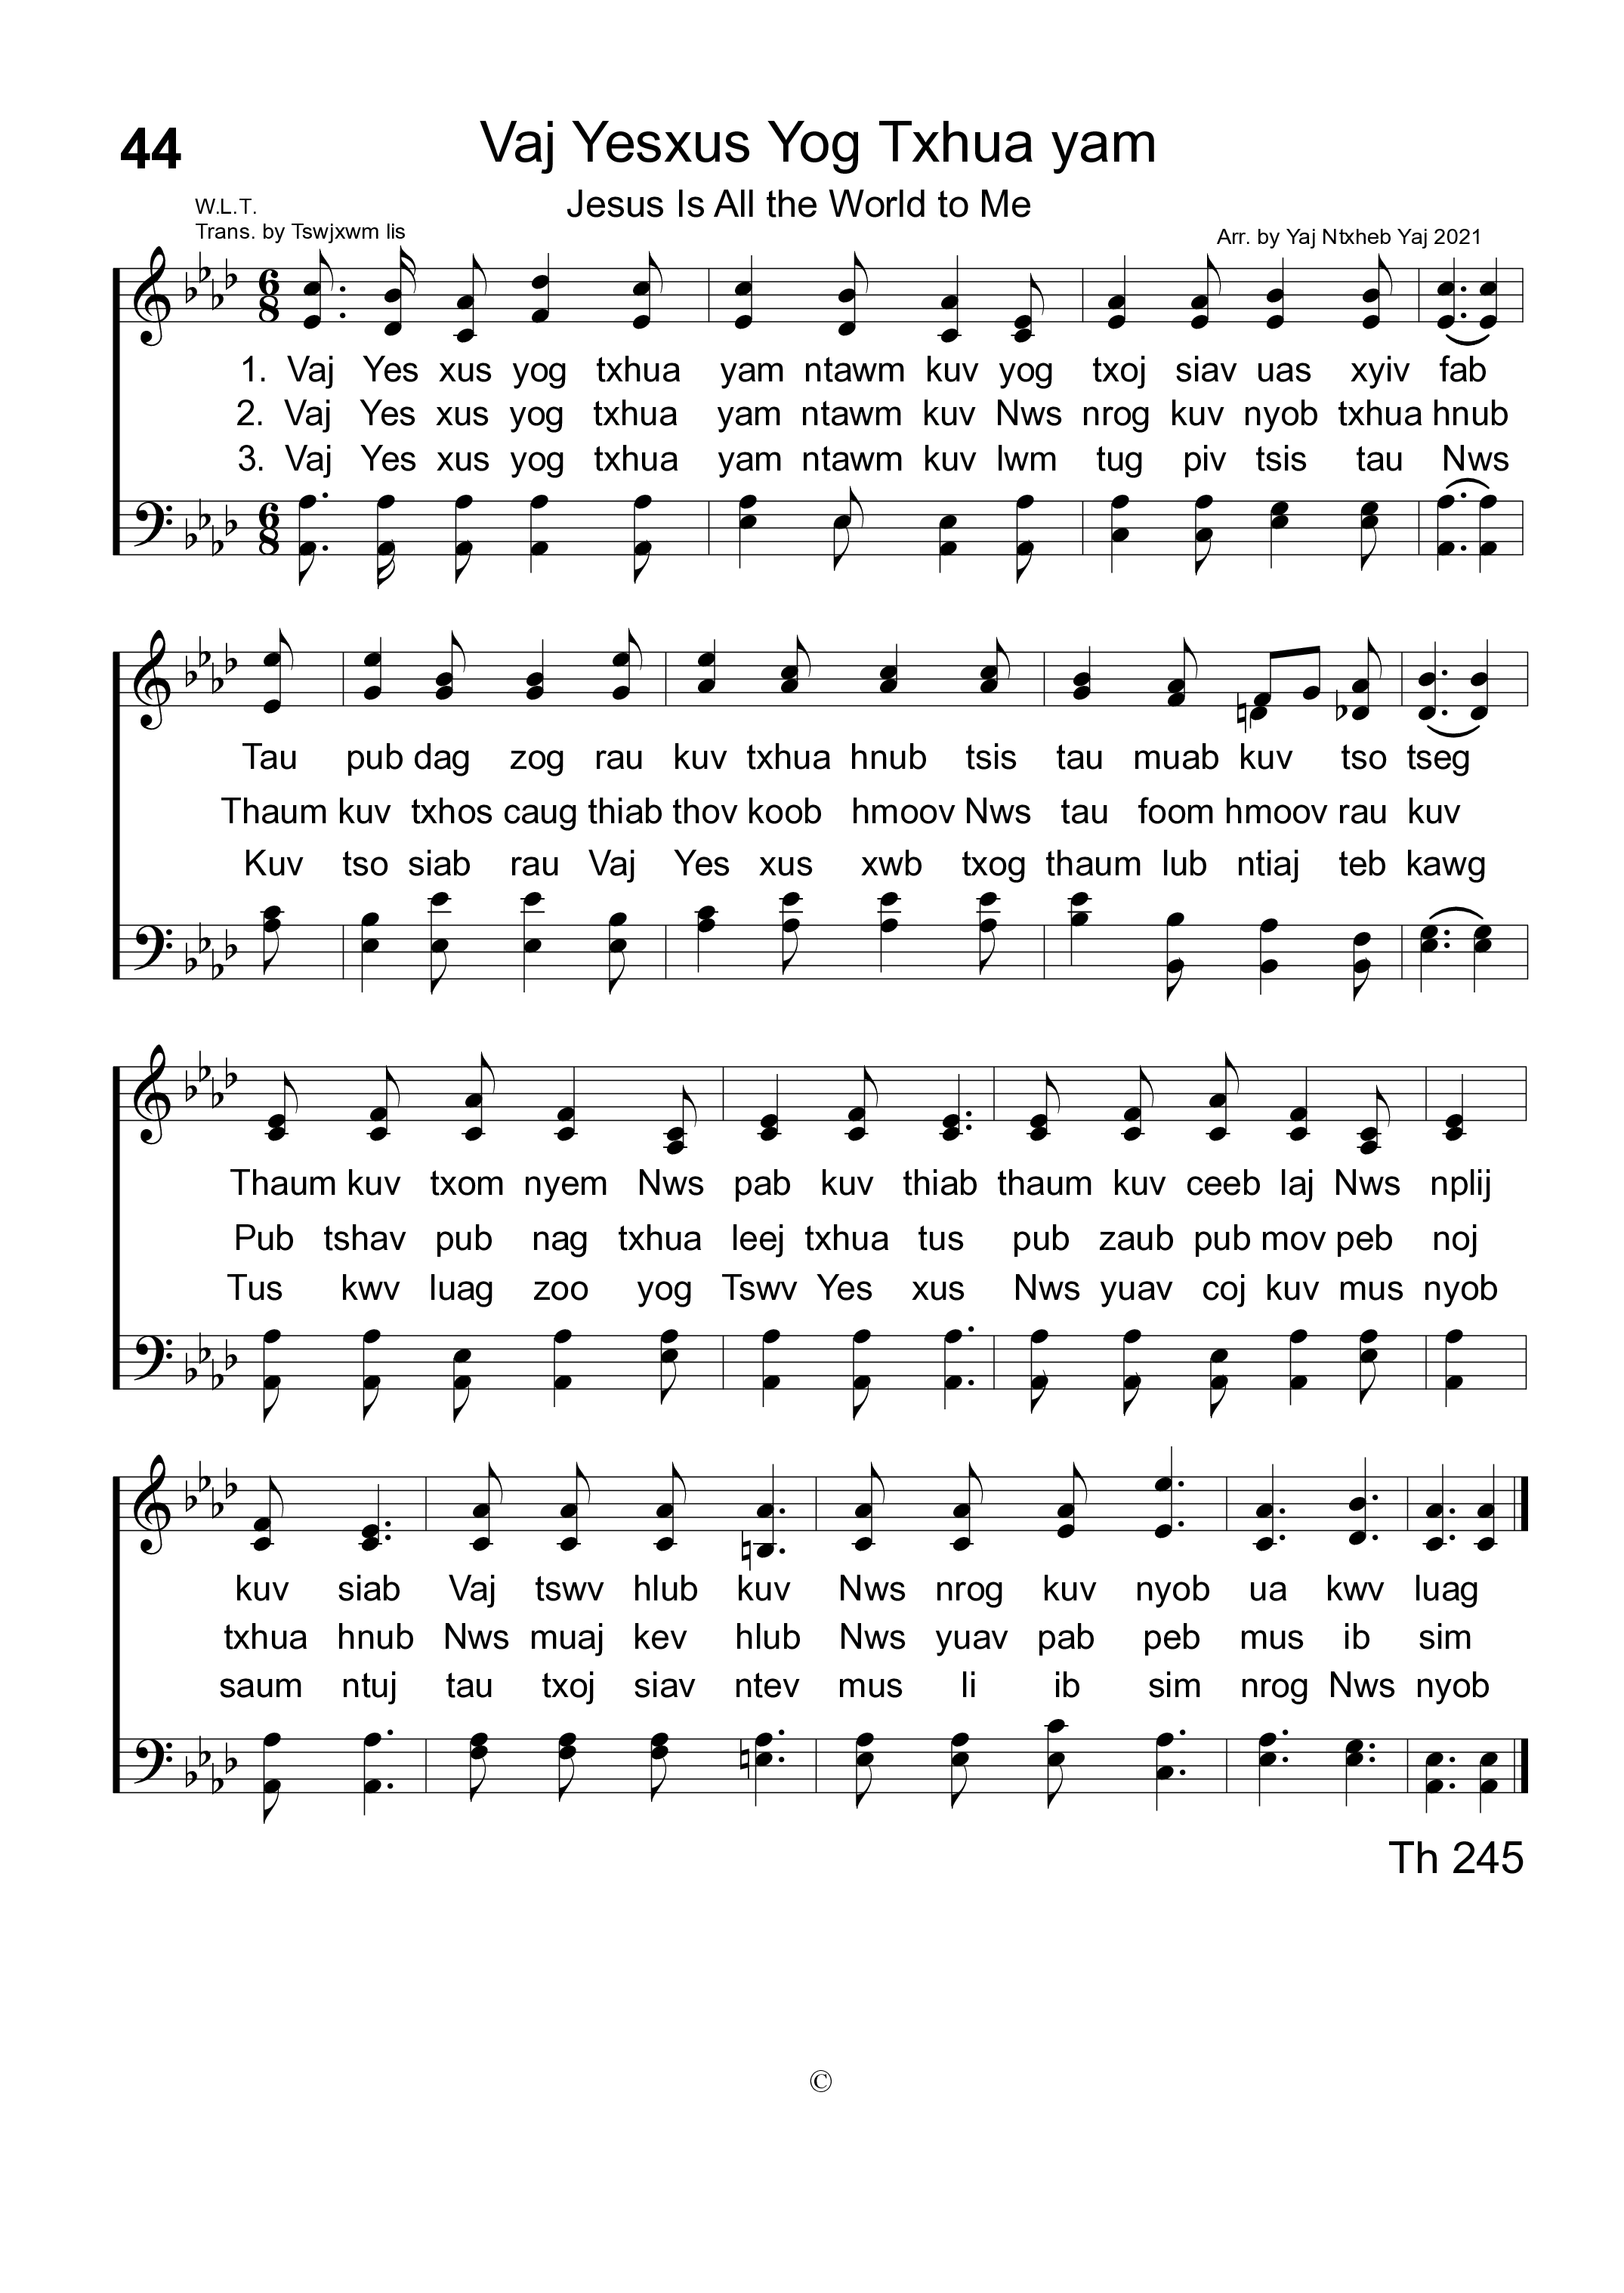 44
Vaj Yesxus Yog Txhua yam
Jesus Is All the World to Me
W.L.T.
Trans. by Tswjxwm lis
Arr. by Yaj Ntxheb Yaj 2021
1. Vaj Yes xus yog txhua yam ntawm kuv yog txoj siav uas xyiv fab
2. Vaj Yes xus yog txhua yam ntawm kuv Nws nrog kuv nyob txhua hnub
3. Vaj Yes xus yog txhua yam ntawm kuv lwm tug piv tsis tau Nws
Tau pub dag zog rau kuv txhua hnub tsis tau muab kuv tso tseg
Thaum kuv txhos caug thiab thov koob hmoov Nws tau foom hmoov rau kuv
Kuv tso siab rau Vaj Yes xus xwb txog thaum lub ntiaj teb kawg
Thaum kuv txom nyem Nws pab kuv thiab thaum kuv ceeb laj Nws nplij
Pub tshav pub nag txhua leej txhua tus pub zaub pub mov peb noj
Tus kwv luag zoo yog Tswv Yes xus Nws yuav coj kuv mus nyob
kuv siab Vaj tswv hlub kuv Nws nrog kuv nyob ua kwv luag
txhua hnub Nws muaj kev hlub Nws yuav pab peb mus ib sim
saum ntuj tau txoj siav ntev mus li ib sim nrog Nws nyob
Th 245
©